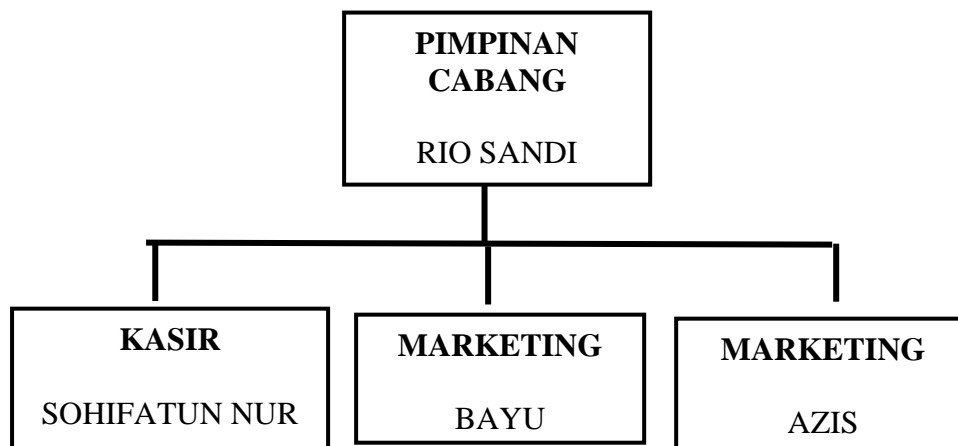 PIMPINAN
CABANG
RIO SANDI
KASIR
SOHIFATUN NUR
MARKETING
BAYU
MARKETING
AZIS